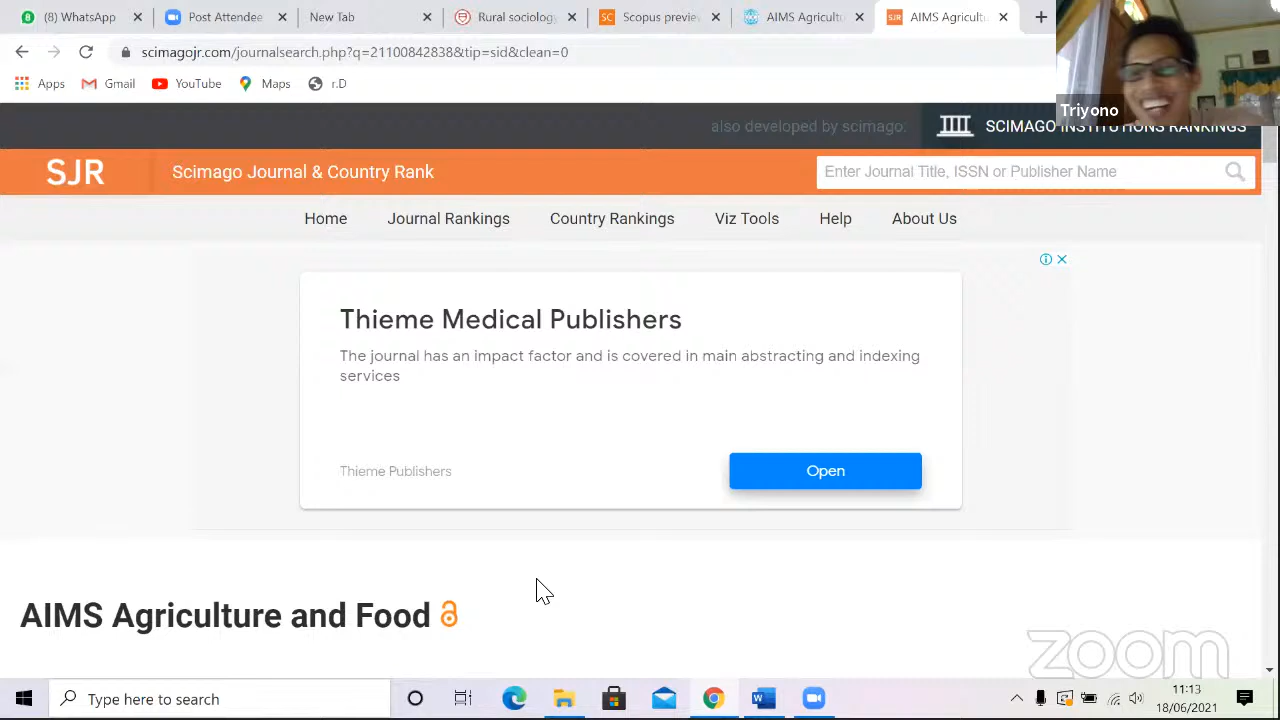 (8) WhatsApp
Post Attendee
New Tab
Rural sociolog
Scopus previe
AIMS Agricult
AIMS Agricult
scimagojr.com/journalsearch.php?q=21100842838&tip=sid&clean=0
Apps
Gmail
YouTube
Maps
r.D
Triyono
also developed by scimago:
SCIMAGO INSTITUTIONS RANKINGS
SJR
Scimago Journal & Country Rank
Enter Journal Title, ISSN or Publisher Name
Home
Journal Rankings
Country Rankings
Viz Tools
Help
About Us
Thieme Medical Publishers
The journal has an impact factor and is covered in main abstracting and indexing
services
Thieme Publishers
Open
AIMS Agriculture and Food
zoom
Type here to search
11:13
18/06/2021